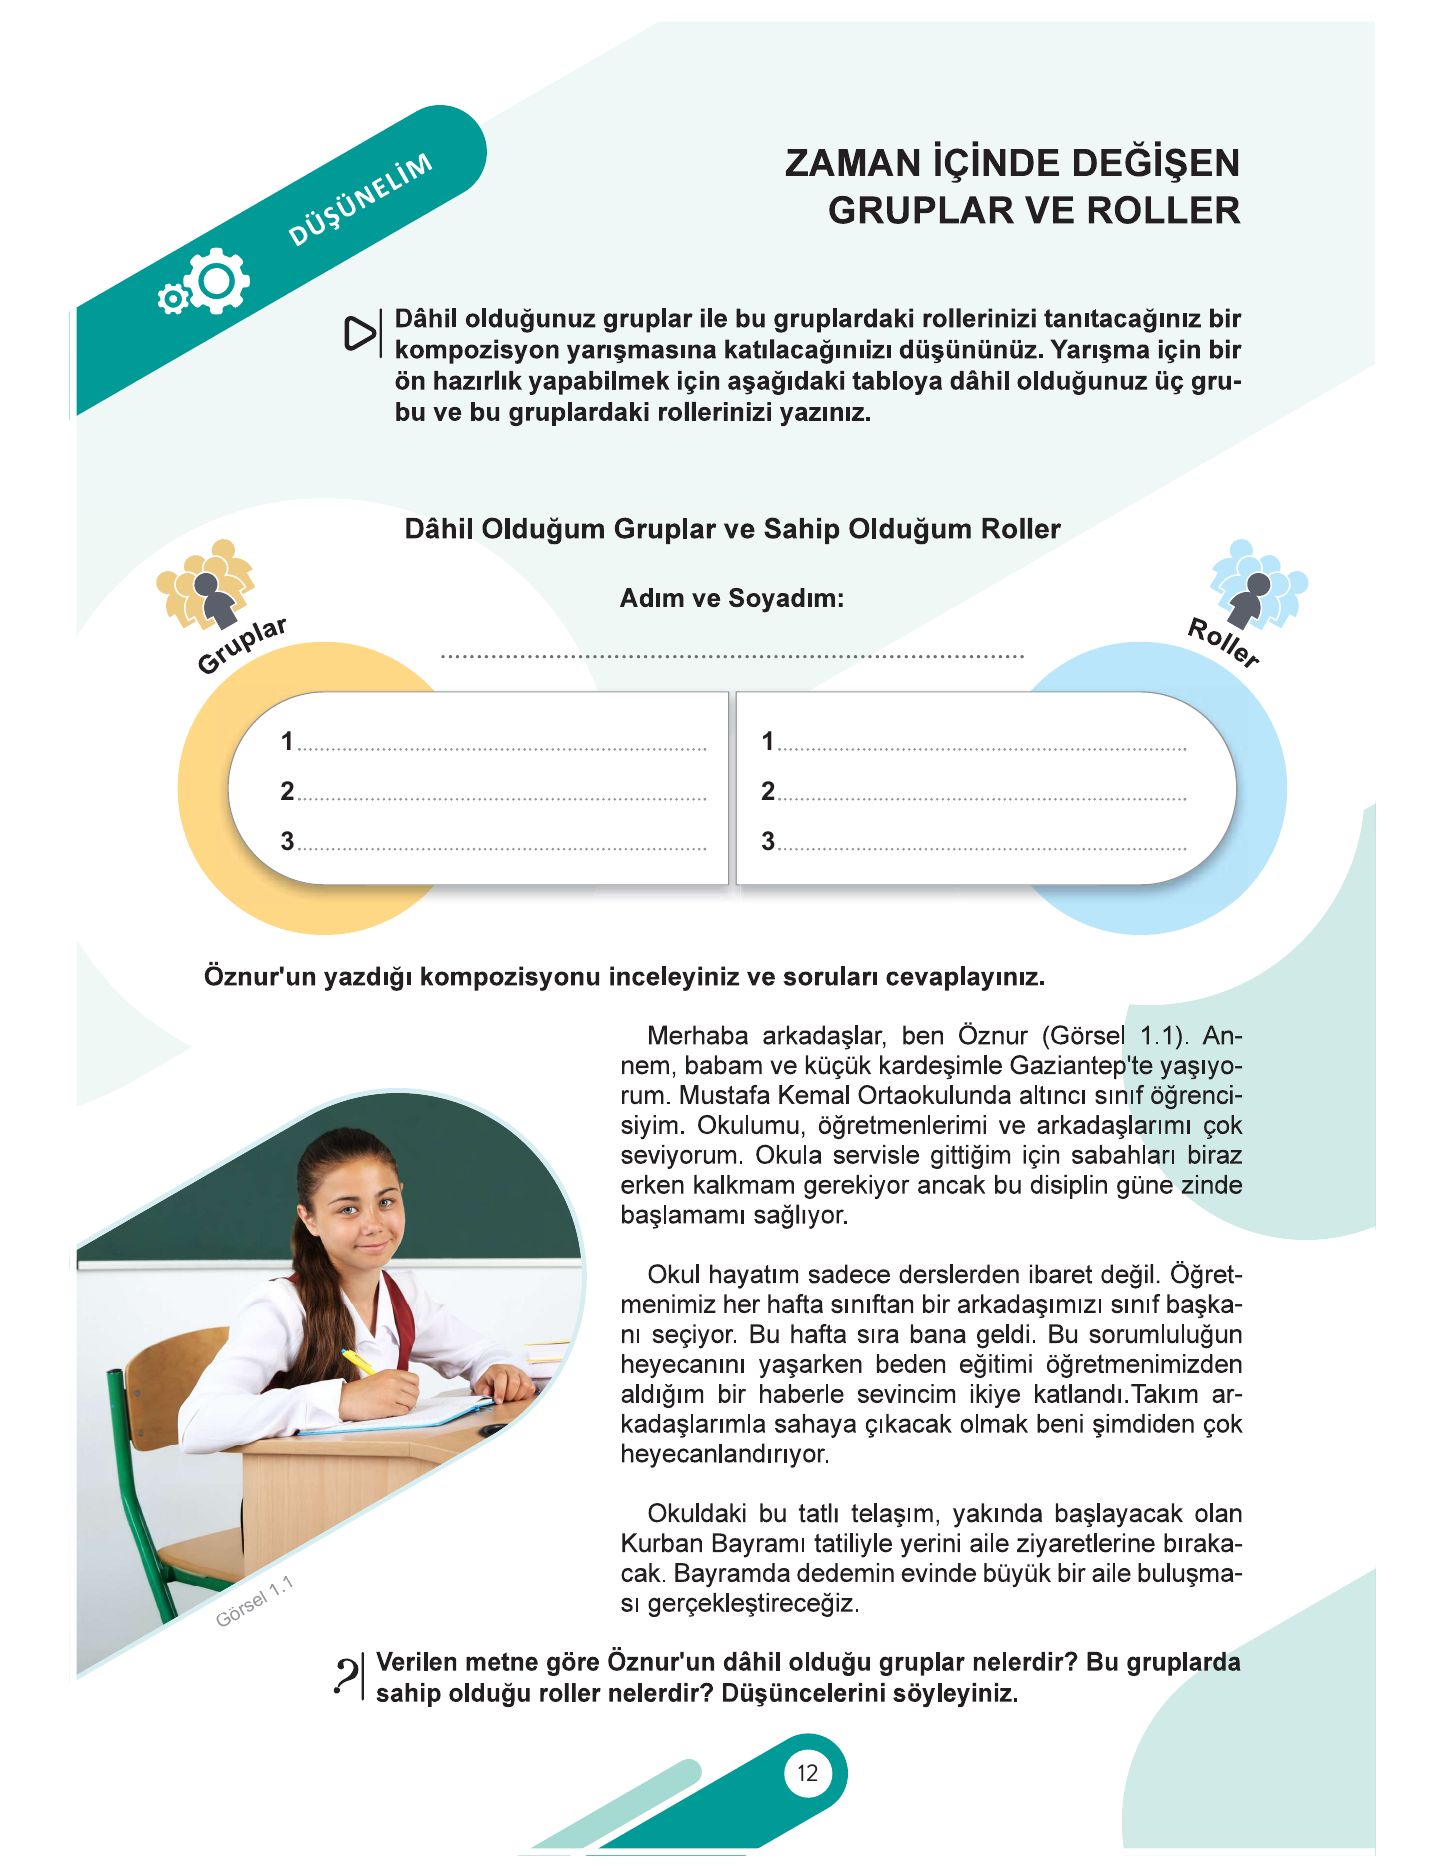 DÜŞÜNELİM
ZAMAN İÇİNDE DEĞİŞEN
GRUPLAR VE ROLLER
Dâhil olduğunuz gruplar ile bu gruplardaki rollerinizi tanıtacağınız bir
kompozisyon yarışmasına katılacağınıizı düşününüz. Yarışma için bir
ön hazırlık yapabilmek için aşağıdaki tabloya dâhil olduğunuz üç gru-
bu ve bu gruplardaki rollerinizi yazınız.
Dâhil Olduğum Gruplar ve Sahip Olduğum Roller
Adım ve Soyadım:
Gruplar
Roller
1
2
3
1
2
3
Öznur'un yazdığı kompozisyonu inceleyiniz ve soruları cevaplayınız.
Merhaba arkadaşlar, ben Öznur (Görsel 1.1). An-
nem, babam ve küçük kardeşimle Gaziantep'te yaşıyo-
rum. Mustafa Kemal Ortaokulunda altıncı sınıf öğrenci-
siyim. Okulumu, öğretmenlerimi ve arkadaşlarımı çok
seviyorum. Okula servisle gittiğim için sabahları biraz
erken kalkmam gerekiyor ancak bu disiplin güne zinde
başlamamı sağlıyor.
Okul hayatım sadece derslerden ibaret değil. Öğret-
menimiz her hafta sınıftan bir arkadaşımızı sınıf başka-
nı seçiyor. Bu hafta sıra bana geldi. Bu sorumluluğun
heyecanını yaşarken beden eğitimi öğretmenimizden
aldığım bir haberle sevincim ikiye katlandı.Takım ar-
kadaşlarımla sahaya çıkacak olmak beni şimdiden çok
heyecanlandırıyor.
Okuldaki bu tatlı telaşım, yakında başlayacak olan
Kurban Bayramı tatiliyle yerini aile ziyaretlerine bıraka-
cak. Bayramda dedemin evinde büyük bir aile buluşma-
sı gerçekleştireceğiz.
Görsel 1.1
Verilen metne göre Öznur'un dâhil olduğu gruplar nelerdir? Bu gruplarda
sahip olduğu roller nelerdir? Düşüncelerini söyleyiniz.
12